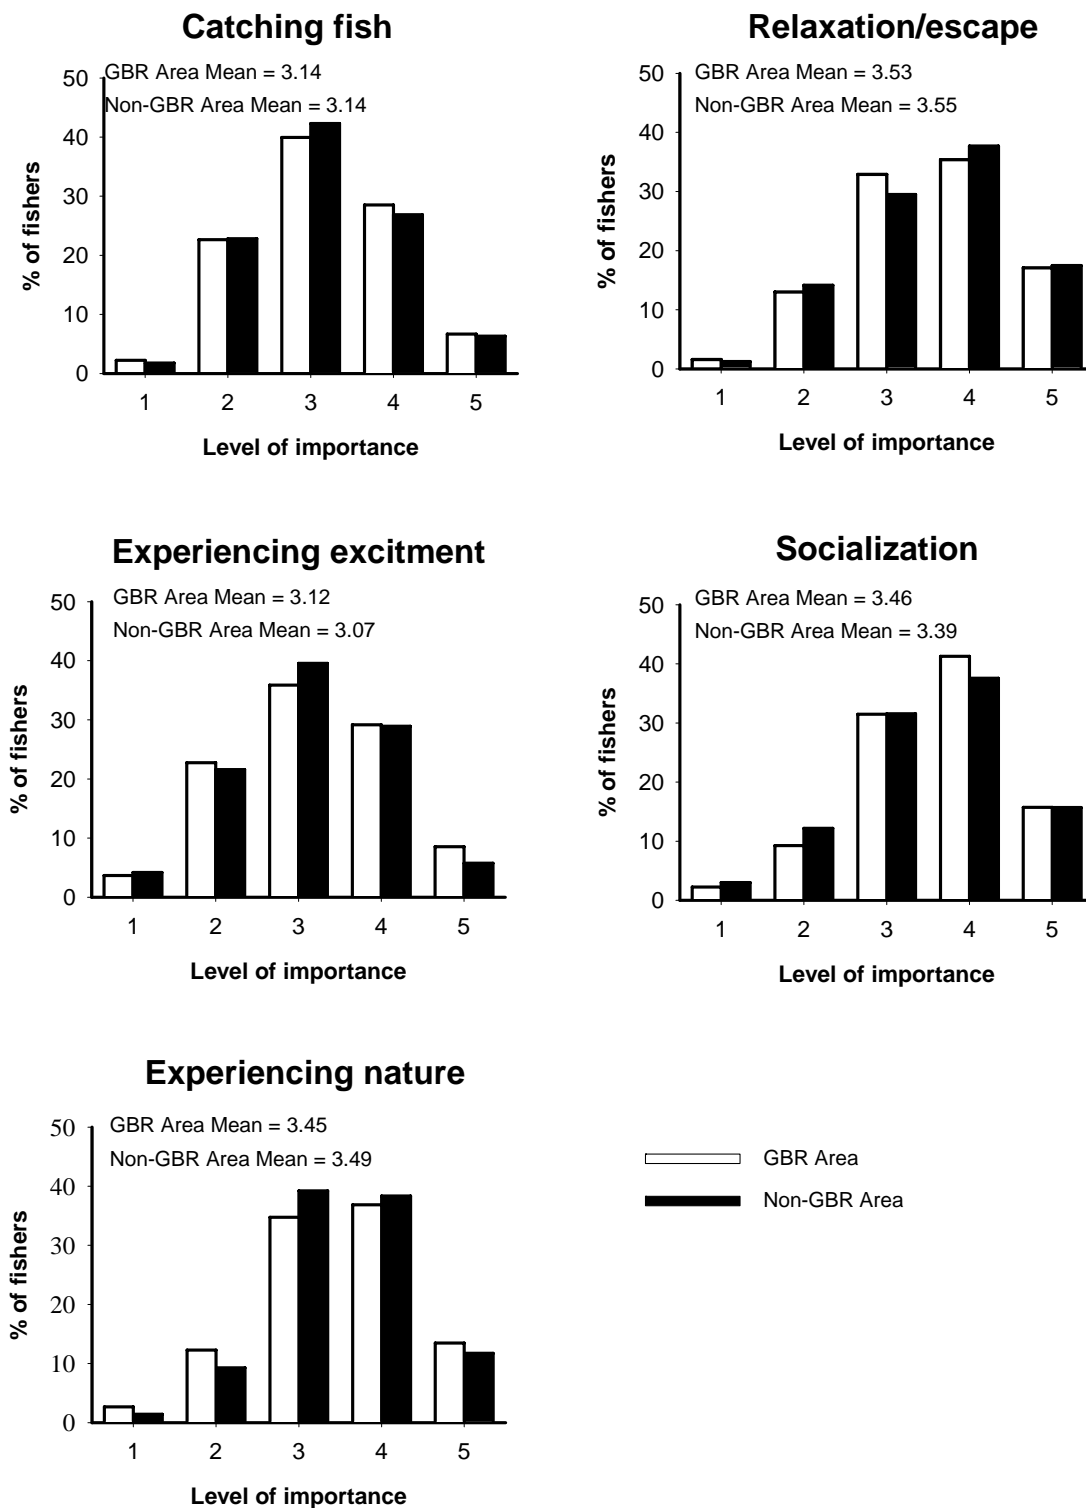 Catching fish
GBR Area Mean = 3.14
Non-GBR Area Mean = 3.14
50
40
30
20
10
0
% of fishers
1 2 3 4 5
Level of importance
Relaxation/escape
GBR Area Mean = 3.53
Non-GBR Area Mean = 3.55
50
40
30
20
10
0
% of fishers
1 2 3 4 5
Level of importance
Experiencing excitment
GBR Area Mean = 3.12
Non-GBR Area Mean = 3.07
50
40
30
20
10
0
% of fishers
1 2 3 4 5
Level of importance
Socialization
GBR Area Mean = 3.46
Non-GBR Area Mean = 3.39
50
40
30
20
10
0
% of fishers
1 2 3 4 5
Level of importance
Experiencing nature
GBR Area Mean = 3.45
Non-GBR Area Mean = 3.49
50
40
30
20
10
0
% of fishers
1 2 3 4 5
Level of importance
GBR Area
Non-GBR Area